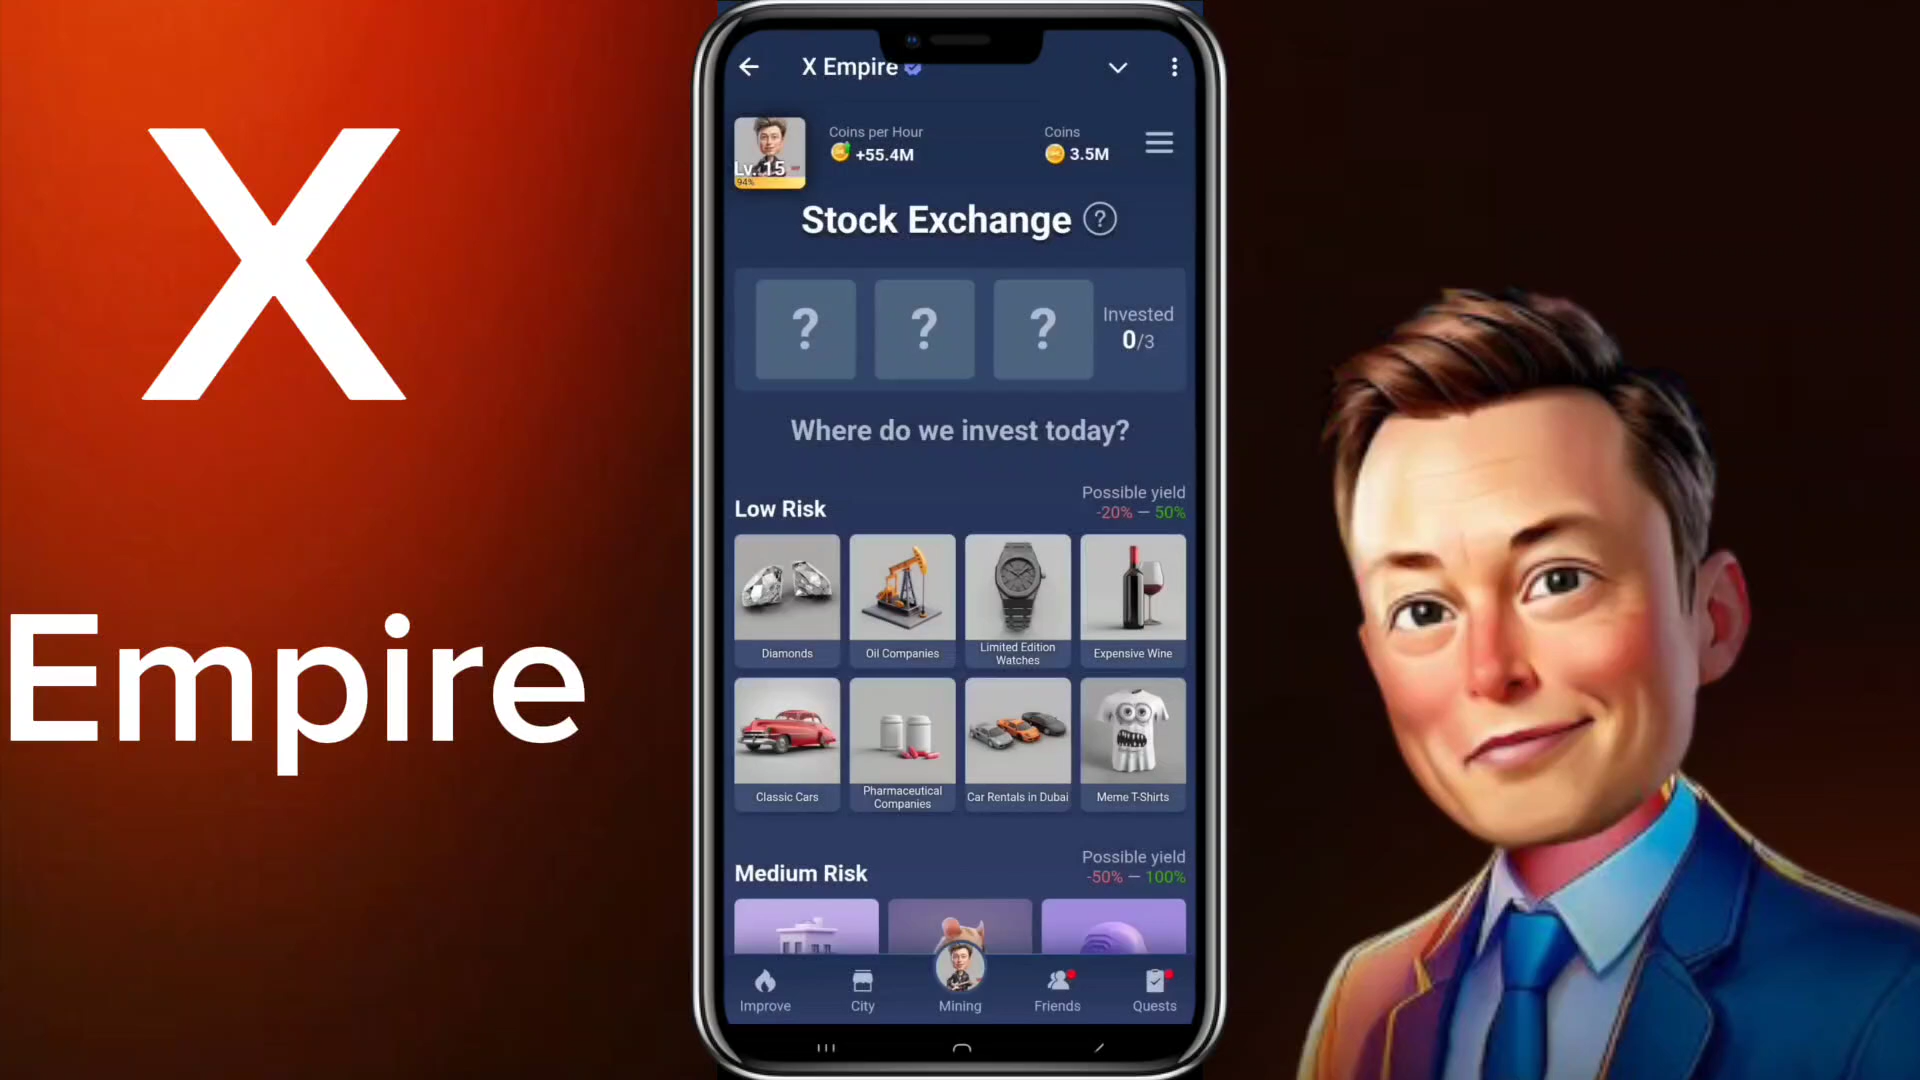 X
Empire
X Empire
Coins per Hour
+55.4M
Coins
3.5M
Lv. 15
94%
Stock Exchange ?
? ? ?
Invested
0/3
Where do we invest today?
Low Risk
Possible yield
-20% — 50%
Diamonds
Oil Companies
Limited Edition
Watches
Expensive Wine
Classic Cars
Pharmaceutical
Companies
Car Rentals in Dubai
Meme T-Shirts
Medium Risk
Possible yield
-50% — 100%
Improve
City
Mining
Friends
Quests